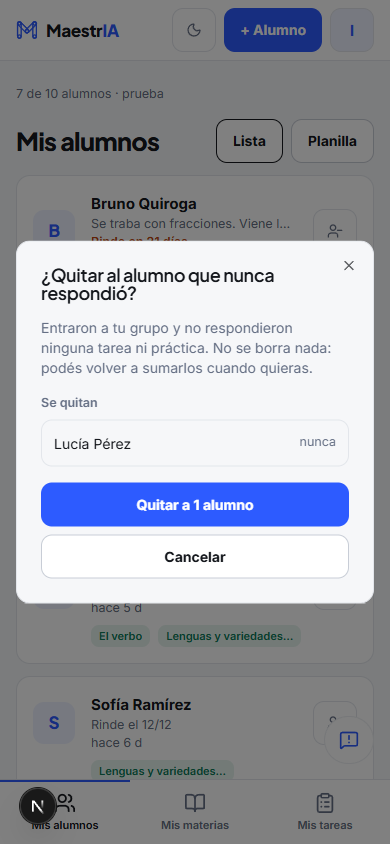 MaestrIA
+ Alumno
I
7 de 10 alumnos · prueba
Mis alumnos
Lista
Planilla
Bruno Quiroga
Se traba con fracciones. Viene l...
B
Rinde en 21 días
¿Quitar al alumno que nunca
respondió?
Entraron a tu grupo y no respondieron
ninguna tarea ni práctica. No se borra nada:
podés volver a sumarlos cuando quieras.
Se quitan
Lucía Pérez
nunca
Quitar a 1 alumno
Cancelar
hace 5 d
El verbo
Lenguas y variedades...
Sofía Ramírez
S
Rinde el 12/12
hace 6 d
Lenguas y variedades...
N
Mis alumnos
Mis materias
Mis tareas